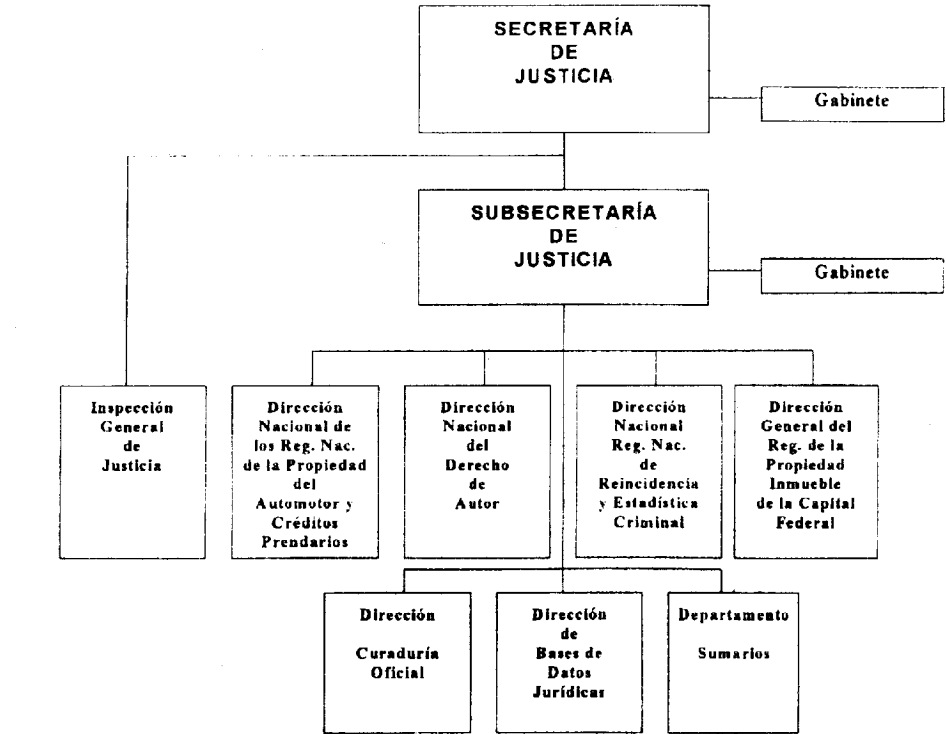 SECRETARÍA
DE
JUSTICIA
Gabinete
SUBSECRETARÍA
DE
JUSTICIA
Gabinete
Inspección
General
de
Justicia
Dirección
Nacional de
los Reg. Nac.
de la Propiedad
del
Automotor y
Créditos
Prendarios
Dirección
Nacional
del
Derecho
de
Autor
Dirección
Nacional
Reg. Nac.
de
Reincidencia
y Estadística
Criminal
Dirección
General del
Reg. de la
Propiedad
Inmueble
de la Capital
Federal
Dirección
Curaduría
Oficial
Dirección
de
Bases de
Datos
Jurídicas
Departamento
Sumarios